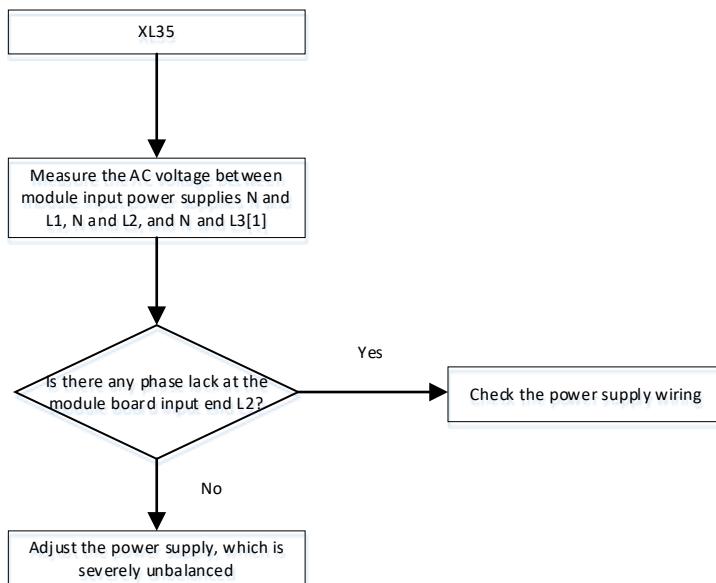 XL35
Measure the AC voltage between
module input power supplies N and
L1, N and L2, and N and L3[1]
Is there any phase lack at the
module board input end L2?
Yes
Check the power supply wiring
No
Adjust the power supply, which is
severely unbalanced